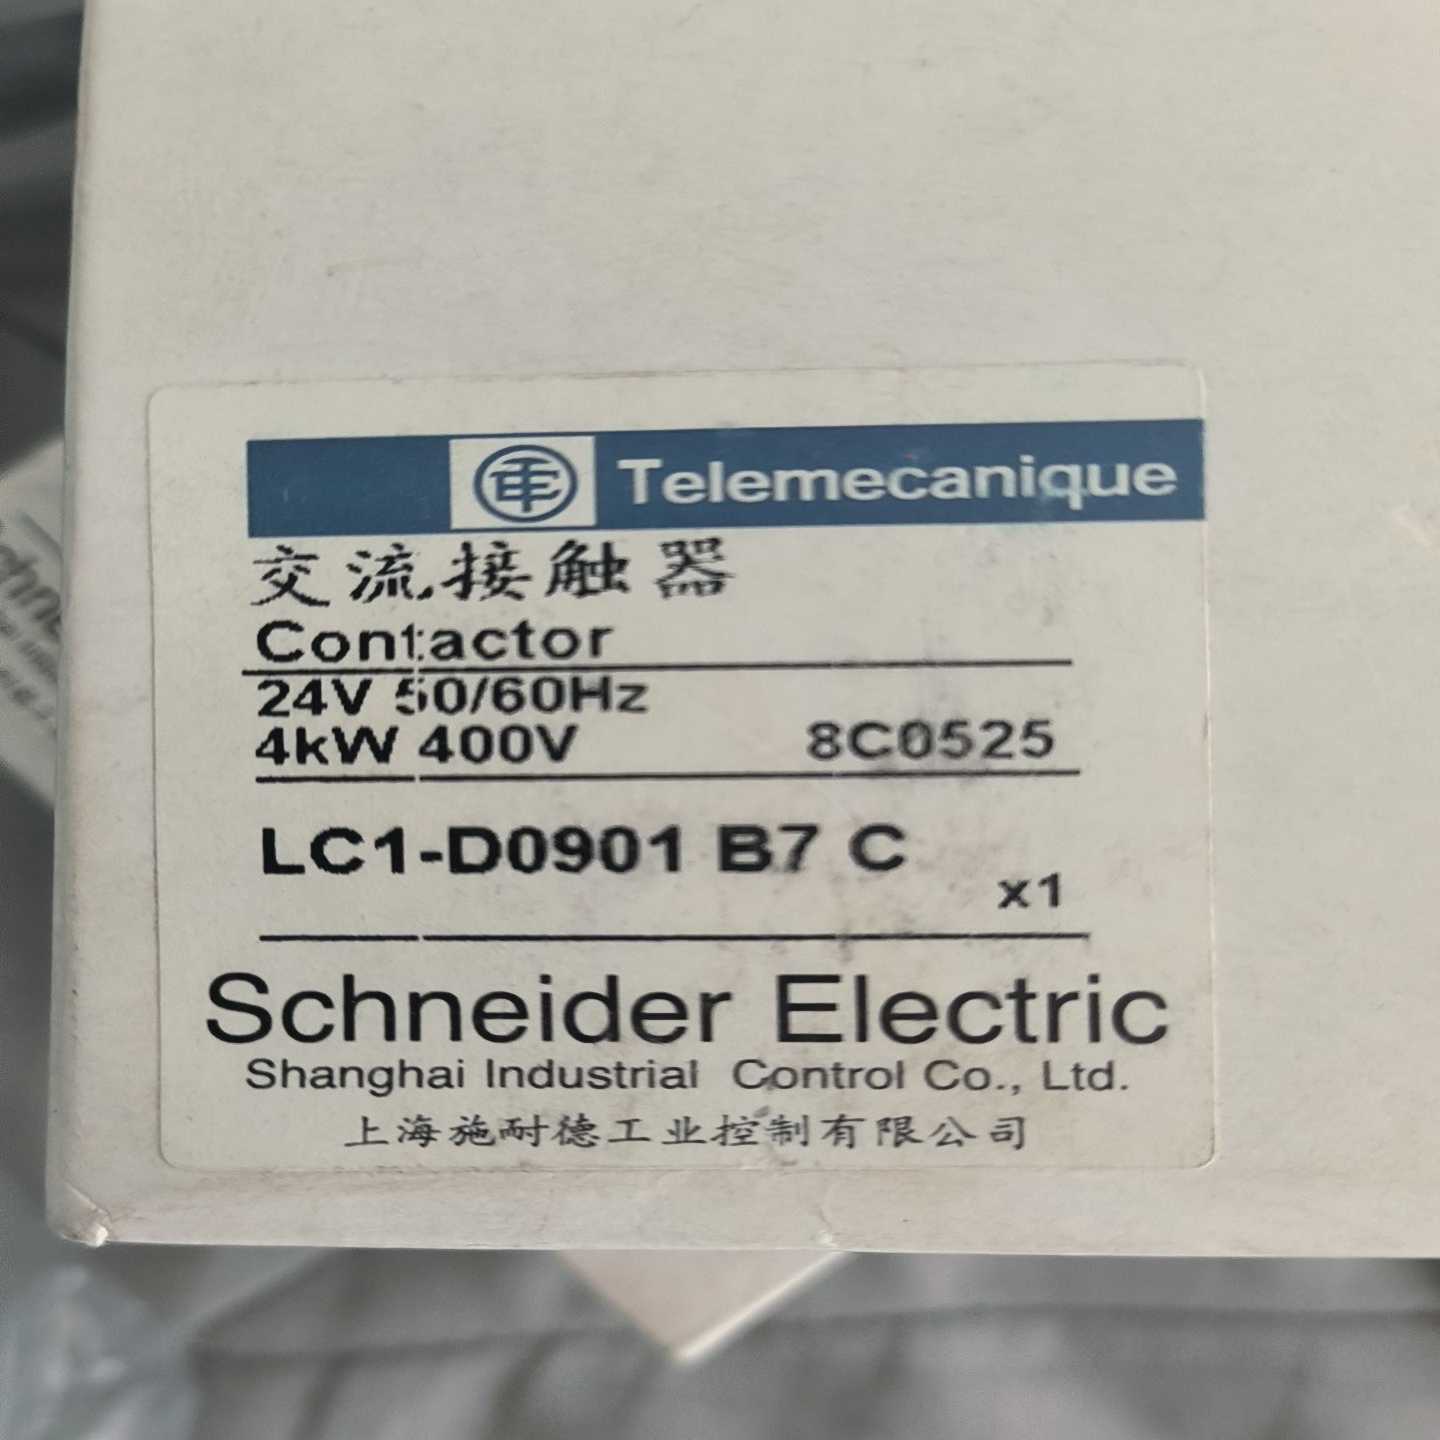 TE Telemecanique
交流接触器
Contactor
24V 50/60Hz
4kW 400V 8C0525
LC1-D0901 B7 C
x1
Schneider Electric
Shanghai Industrial Control Co., Ltd.
上海施耐德工业控制有限公司